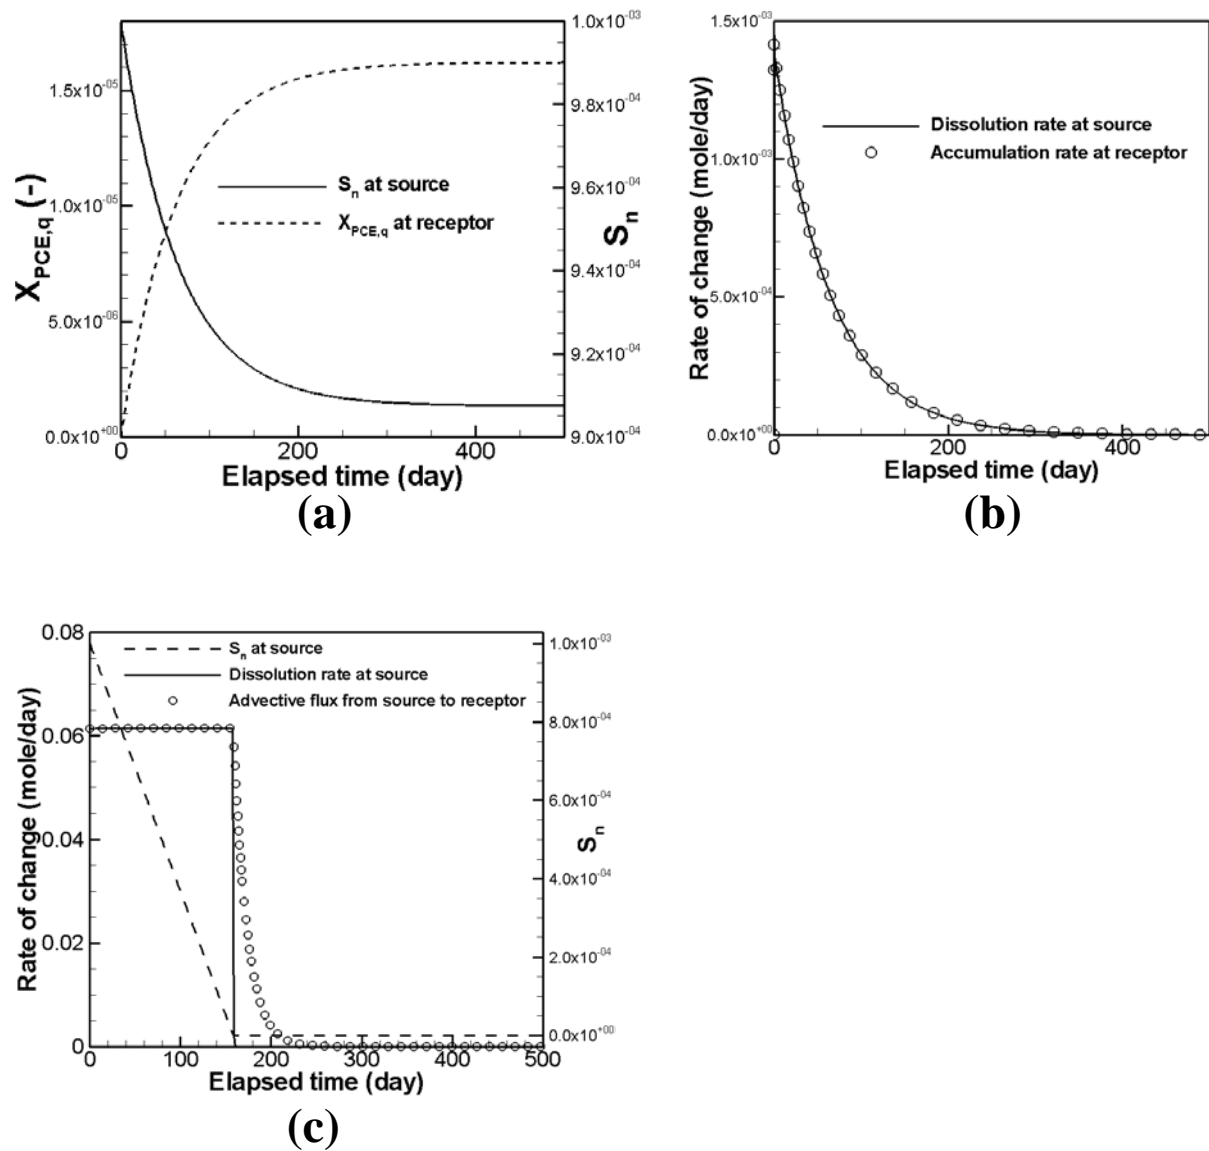 1.0x10⁻⁰³
9.8x10⁻⁰⁴
9.6x10⁻⁰⁴
9.4x10⁻⁰⁴
9.2x10⁻⁰⁴
9.0x10⁻⁰⁴
Sₙ
1.5x10⁻⁰⁵
1.0x10⁻⁰⁵
5.0x10⁻⁰⁶
0.0x10⁺⁰⁰
X_PCE,q (-)
Sₙ at source
X_PCE,q at receptor
0 200 400
Elapsed time (day)
(a)
1.5x10⁻⁰³
1.0x10⁻⁰³
5.0x10⁻⁰⁴
0.0x10⁺⁰⁰
Rate of change (mole/day)
Dissolution rate at source
Accumulation rate at receptor
0 200 400
Elapsed time (day)
(b)
0.08
0.06
0.04
0.02
0
Rate of change (mole/day)
Sₙ at source
Dissolution rate at source
Advective flux from source to receptor
1.0x10⁻⁰³
8.0x10⁻⁰⁴
6.0x10⁻⁰⁴
4.0x10⁻⁰⁴
2.0x10⁻⁰⁴
0.0x10⁺⁰⁰
Sₙ
0 100 200 300 400 500
Elapsed time (day)
(c)